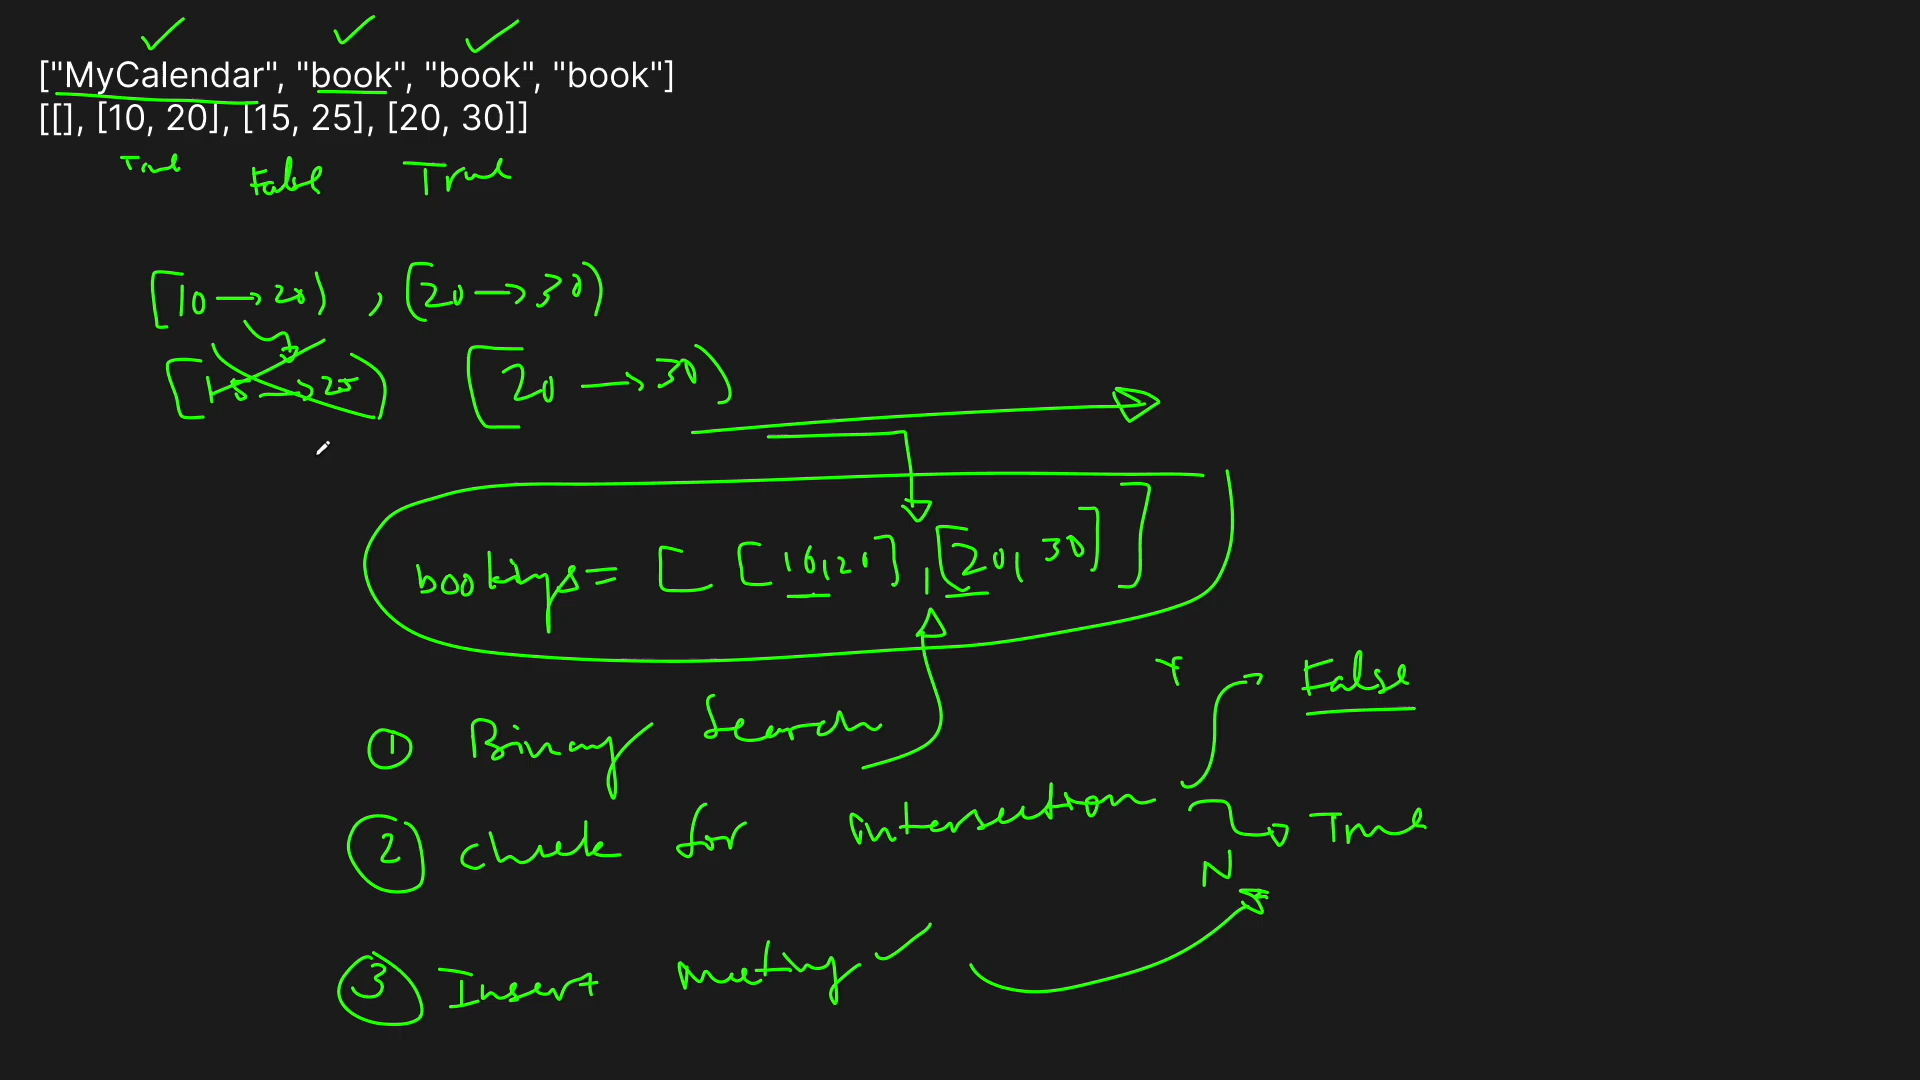 ["MyCalendar", "book", "book", "book"]
[[], [10, 20], [15, 25], [20, 30]]
True False True
[10 → 20) , [20 → 30)
[15 → 25) [20 → 30)
bookings = [ [10,20] , [20, 30] ]
Y False
① Binary Search
② Check for intersection True
N
③ Insert meeting